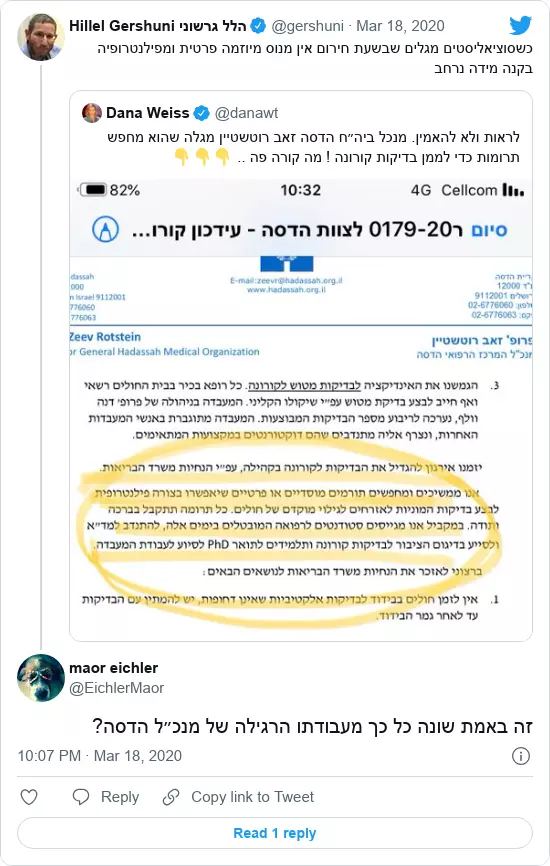 Hillel Gershuni הלל גרשוני @gershuni · Mar 18, 2020
כשסוציאליסטים מגלים שבשעת חירום אין מנוס מיוזמה פרטית ומפילנטרופיה
בקנה מידה נרחב
Dana Weiss @danawt
לראות ולא להאמין. מנכל ביה״ח הדסה זאב רוטשטיין מגלה שהוא מחפש
תרומות כדי לממן בדיקות קורונה ! מה קורה פה .. 👇👇👇
82% 10:32 4G Cellcom
סיום ר0179-20 לצוות הדסה - עידכון קורו...
adassah
000
n Israel 9112001
6776060
776063
E-mail:zeevr@hadassah.org.il
www.hadassah.org.il
ריית הדסה
ת"ד 12000
ירושלים 9112001
טלפון: 02-6776060
פקס: 02-6776063
Zeev Rotstein
or General Hadassah Medical Organization
פרופ' זאב רוטשטיין
מנכ"ל המרכז הרפואי הדסה
3. הגמשנו את האינדיקציה לבדיקות מטוש לקורונה. כל רופא בכיר בבית החולים רשאי
ואף חייב לבצע בדיקת מטוש עפ״י שיקולו הקליני. המעבדה בניהולה של פרופ' דנה
וולף, נערכה לריבוע מספר הבדיקות המבוצעות. המעבדה מתוגברת באנשי המעבדות
האחרות, ונצרף אליה מתנדבים שהם דוקטורנטים במקצועות המתאימים.
יזמנו אירגון להגדיל את הבדיקות לקורונה בקהילה, עפ״י הנחיות משרד הבריאות.
אנו ממשיכים ומחפשים תורמים מוסדיים או פרטיים שיאפשרו בצורה פילנטרופית
לבצע בדיקות המוניות לאזרחים לגילוי מוקדם של חולים. כל תרומה תתקבל בברכה
ותודה. במקביל אנו מגייסים סטודנטים לרפואה המובטלים בימים אלה, להתנדב למד״א
ולסייע בדיגום הציבור לבדיקות קורונה ותלמידים לתואר PhD לסיוע לעבודת המעבדה.
ברצוני לאזכר את הנחיות משרד הבריאות לנושאים הבאים:
1. אין לזמן חולים בבידוד לבדיקות אלקטיביות שאינן דחופות, יש להמתין עם הבדיקות
עד לאחר גמר הבידוד.
maor eichler
@EichlerMaor
זה באמת שונה כל כך מעבודתו הרגילה של מנכ״ל הדסה?
10:07 PM · Mar 18, 2020
Reply Copy link to Tweet
Read 1 reply